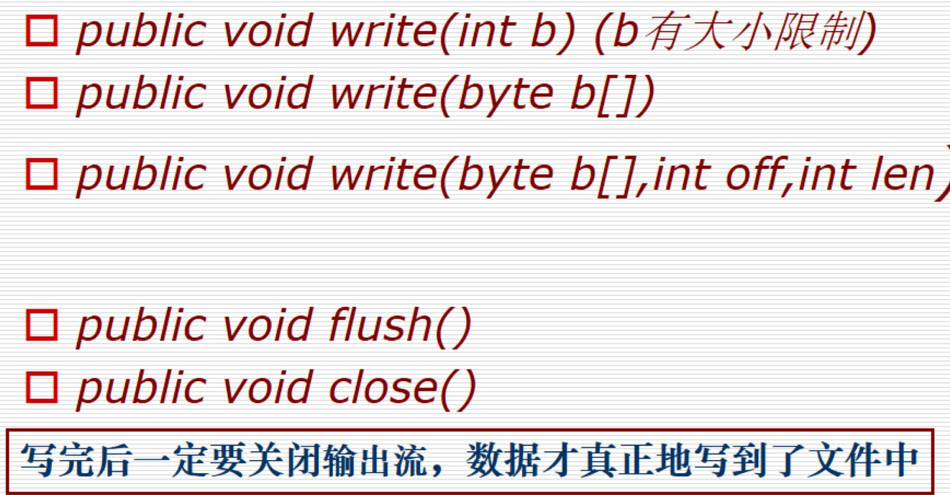 public void write(int b) (b有大小限制)
public void write(byte b[])
public void write(byte b[],int off,int len)
public void flush()
public void close()
写完后一定要关闭输出流，数据才真正地写到了文件中